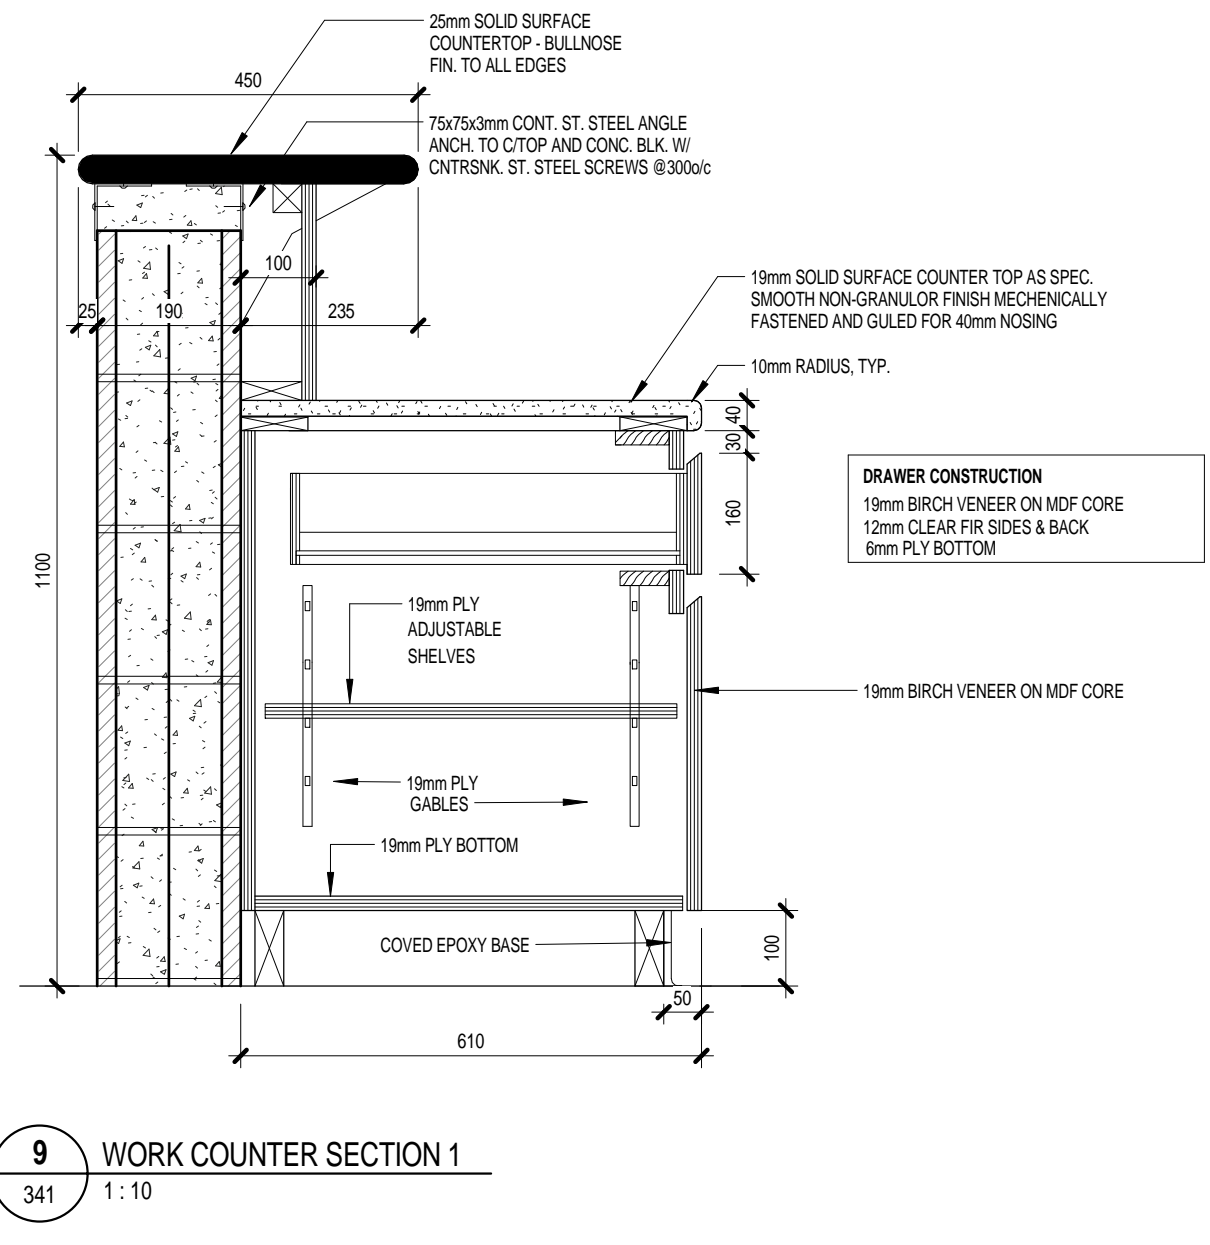 25mm SOLID SURFACE
COUNTERTOP - BULLNOSE
FIN. TO ALL EDGES
450
75x75x3mm CONT. ST. STEEL ANGLE
ANCH. TO C/TOP AND CONC. BLK. W/
CNTRSNK. ST. STEEL SCREWS @300o/c
100
25
190
235
19mm SOLID SURFACE COUNTER TOP AS SPEC.
SMOOTH NON-GRANULOR FINISH MECHENICALLY
FASTENED AND GULED FOR 40mm NOSING
10mm RADIUS, TYP.
40
30
160
DRAWER CONSTRUCTION
19mm BIRCH VENEER ON MDF CORE
12mm CLEAR FIR SIDES & BACK
6mm PLY BOTTOM
1100
19mm PLY
ADJUSTABLE
SHELVES
19mm BIRCH VENEER ON MDF CORE
19mm PLY
GABLES
19mm PLY BOTTOM
COVED EPOXY BASE
100
50
610
9
341
WORK COUNTER SECTION 1
1 : 10